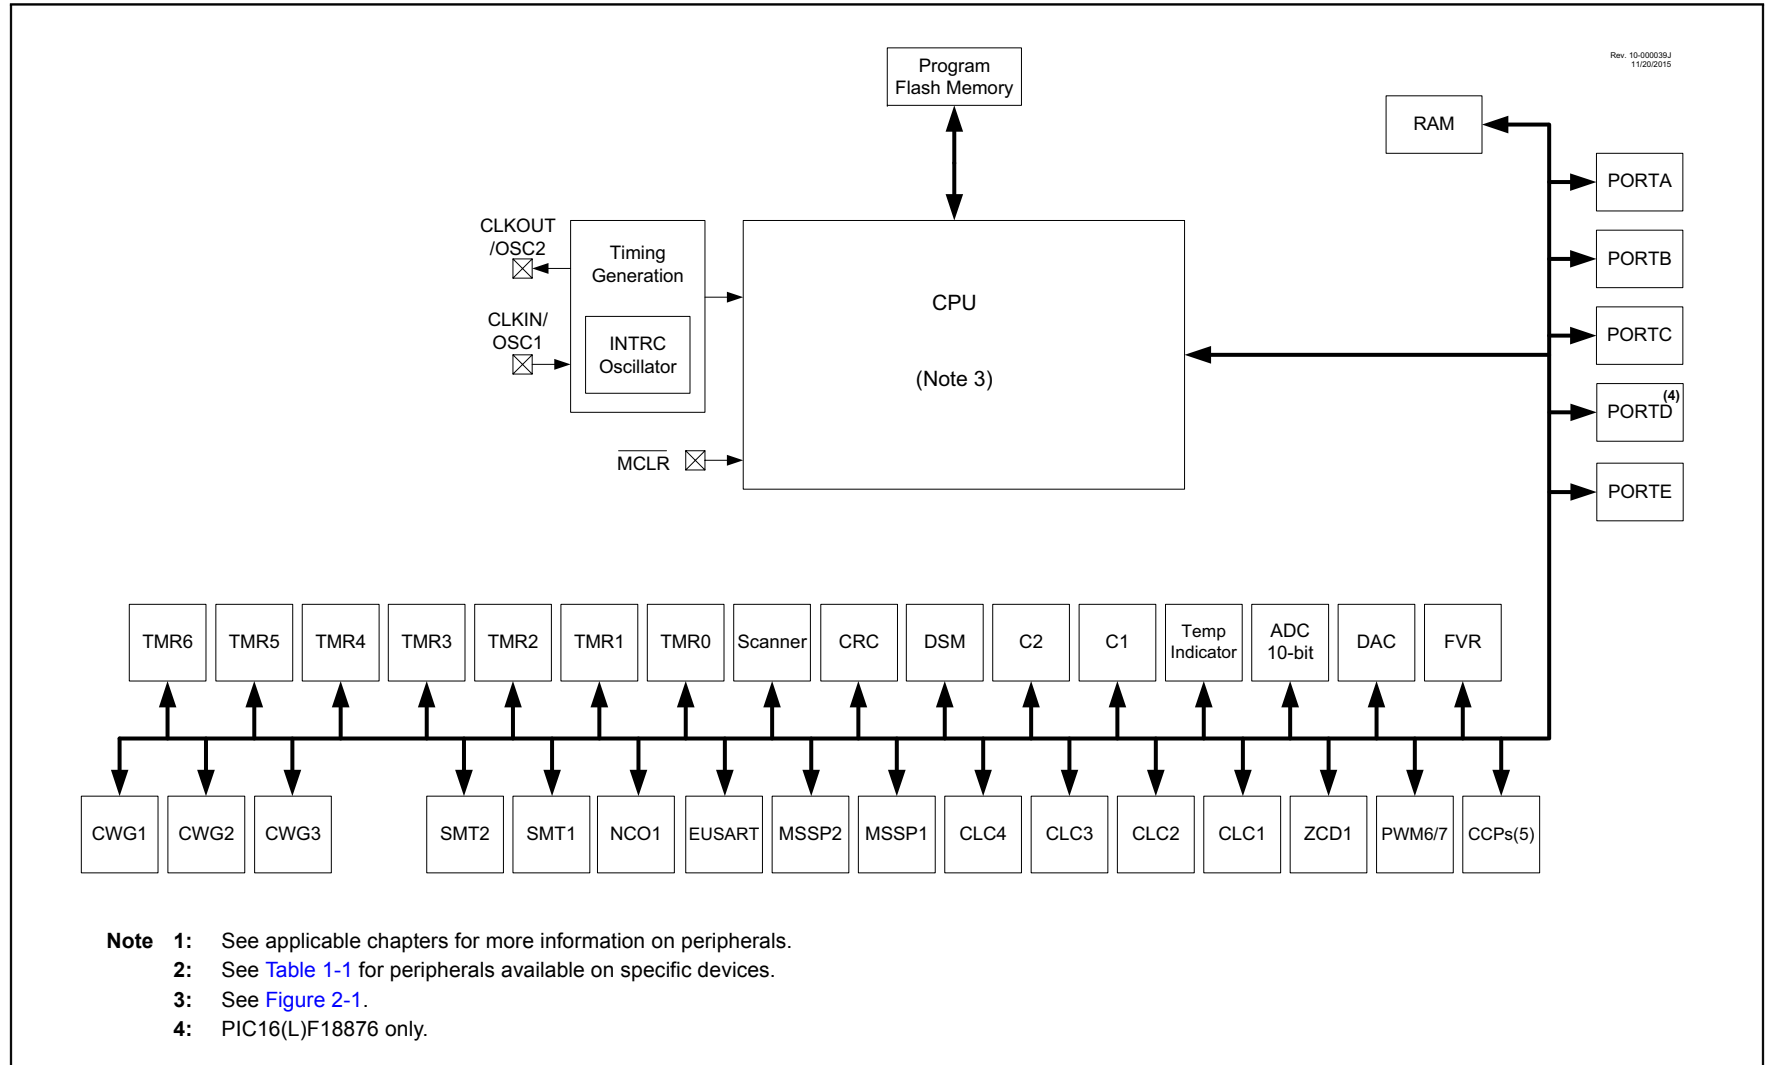 Rev. 10-000039J
11/20/2015
Program
Flash Memory
RAM
PORTA
CLKOUT
/OSC2
Timing
Generation
PORTB
CPU
CLKIN/
OSC1
INTRC
Oscillator
PORTC
(Note 3)
PORTD(4)
MCLR
PORTE
TMR6
TMR5
TMR4
TMR3
TMR2
TMR1
TMR0
Scanner
CRC
DSM
C2
C1
Temp
Indicator
ADC
10-bit
DAC
FVR
CWG1
CWG2
CWG3
SMT2
SMT1
NCO1
EUSART
MSSP2
MSSP1
CLC4
CLC3
CLC2
CLC1
ZCD1
PWM6/7
CCPs(5)
Note 1: See applicable chapters for more information on peripherals.
2: See Table 1-1 for peripherals available on specific devices.
3: See Figure 2-1.
4: PIC16(L)F18876 only.